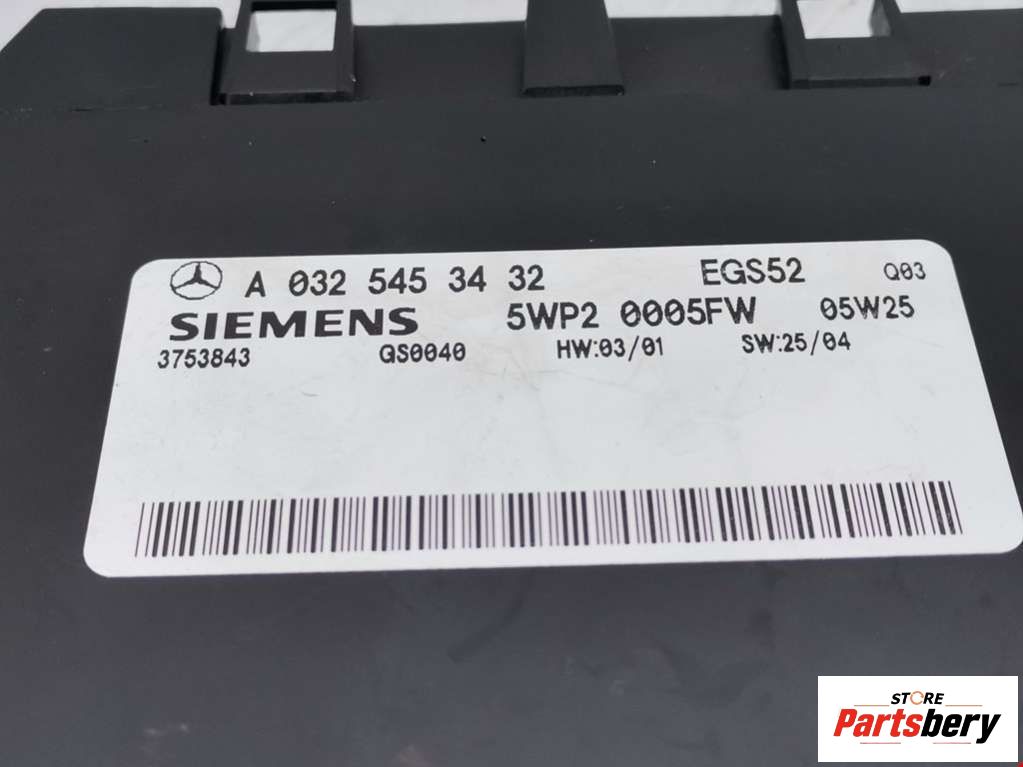 A 032 545 34 32 EGS52 Q03
SIEMENS 5WP2 0005FW 05W25
3753843 QS0040 HW:03/01 SW:25/04
STORE
Partsbery